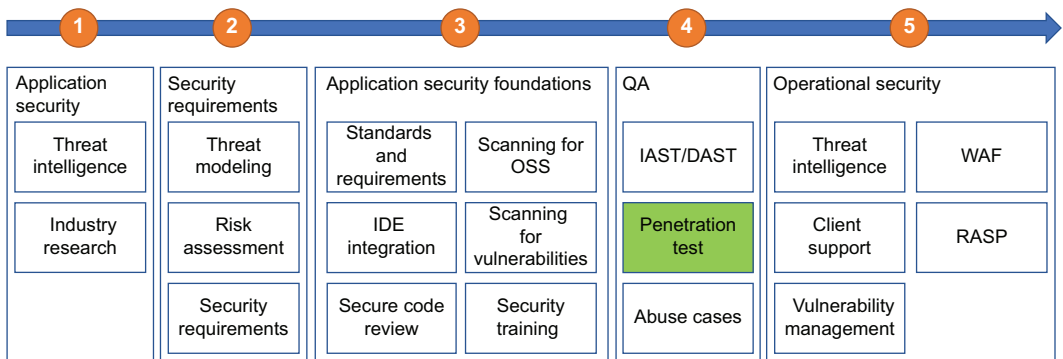 1
2
3
4
5
Application
security
Threat
intelligence
Industry
research
Security
requirements
Threat
modeling
Risk
assessment
Security
requirements
Application security foundations
Standards
and
requirements
Scanning for
OSS
IDE
integration
Scanning
for
vulnerabilities
Secure code
review
Security
training
QA
IAST/DAST
Penetration
test
Abuse cases
Operational security
Threat
intelligence
WAF
Client
support
RASP
Vulnerability
management